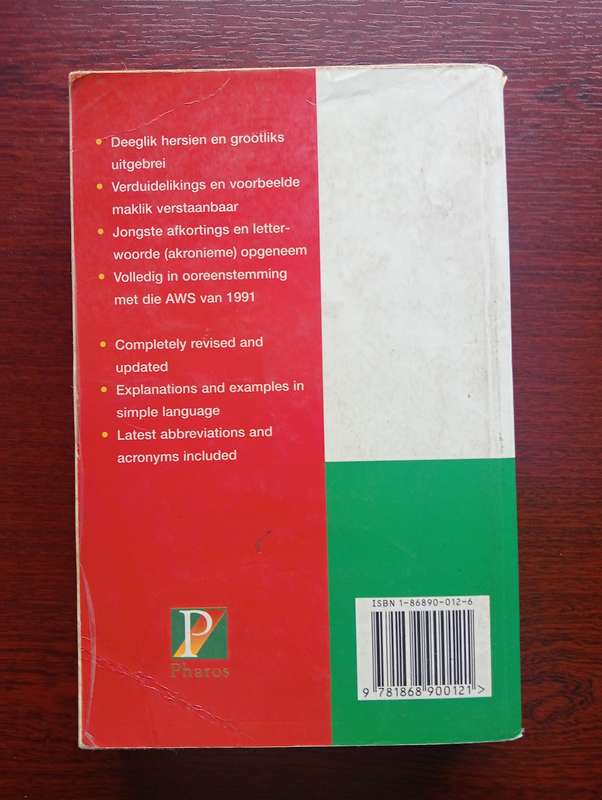 • Deeglik hersien en grootliks
uitgebrei
• Verduidelikings en voorbeelde
maklik verstaanbaar
• Jongste afkortings en letter-
woorde (akronieme) opgeneem
• Volledig in ooreenstemming
met die AWS van 1991
• Completely revised and
updated
• Explanations and examples in
simple language
• Latest abbreviations and
acronyms included
P
Pharos
ISBN 1-86890-012-6
9 781868 900121 >